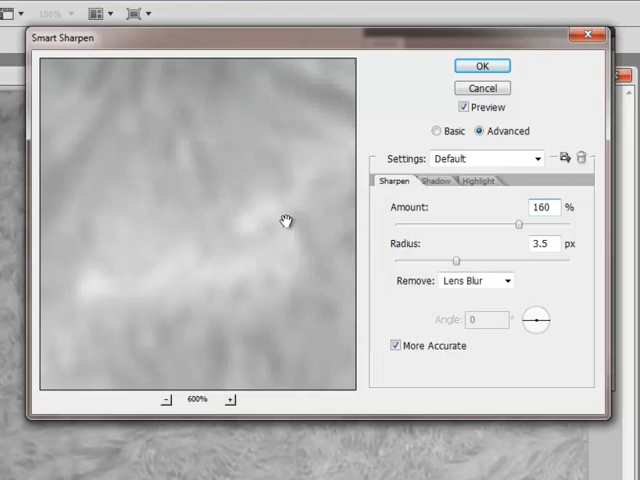 100%
Smart Sharpen
OK
Cancel
Preview
Basic Advanced
Settings: Default
Sharpen Shadow Highlight
Amount: 160 %
Radius: 3.5 px
Remove: Lens Blur
Angle: 0 °
More Accurate
- 600% +